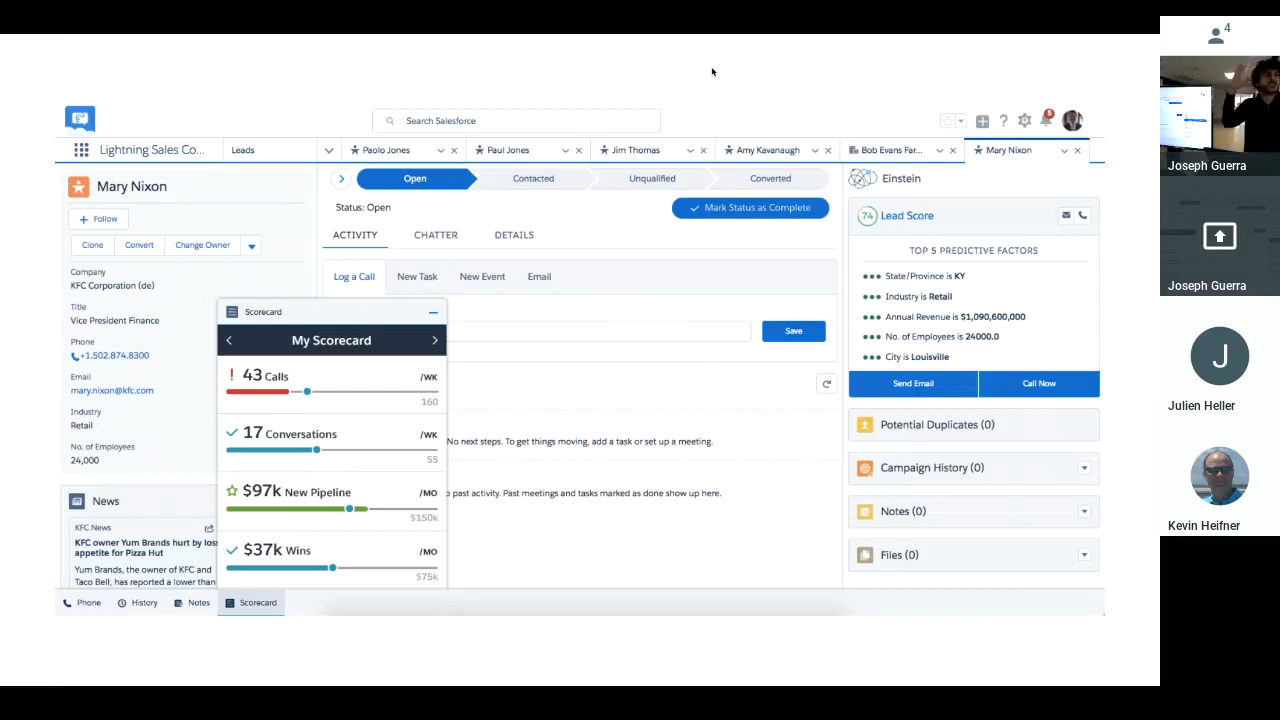 Search Salesforce
6
Lightning Sales Co...
Leads
Paolo Jones
Paul Jones
Jim Thomas
Amy Kavanaugh
Bob Evans Far...
Mary Nixon
Mary Nixon
Follow
Clone
Convert
Change Owner
Company
KFC Corporation (de)
Title
Vice President Finance
Phone
+1.502.874.8300
Email
mary.nixon@kfc.com
Industry
Retail
No. of Employees
24,000
News
KFC News
KFC owner Yum Brands hurt by loss
appetite for Pizza Hut
Yum Brands, the owner of KFC and
Taco Bell, has reported a lower than
Open
Contacted
Unqualified
Converted
Status: Open
Mark Status as Complete
ACTIVITY
CHATTER
DETAILS
Log a Call
New Task
New Event
Email
Save
No next steps. To get things moving, add a task or set up a meeting.
past activity. Past meetings and tasks marked as done show up here.
Scorecard
My Scorecard
43 Calls /WK
160
17 Conversations /WK
55
$97k New Pipeline /MO
$150k
$37k Wins /MO
$75k
Einstein
74 Lead Score
TOP 5 PREDICTIVE FACTORS
State/Province is KY
Industry is Retail
Annual Revenue is $1,090,600,000
No. of Employees is 24000.0
City is Louisville
Send Email
Call Now
Potential Duplicates (0)
Campaign History (0)
Notes (0)
Files (0)
Phone
History
Notes
Scorecard
4
Joseph Guerra
Joseph Guerra
J
Julien Heller
Kevin Heifner